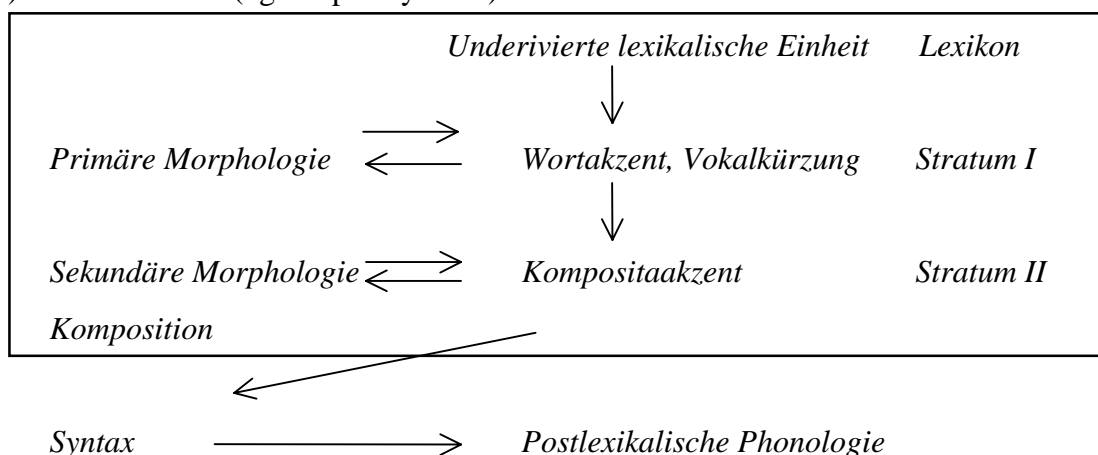 Underivierte lexikalische Einheit Lexikon
Primäre Morphologie Wortakzent, Vokalkürzung Stratum I
Sekundäre Morphologie Kompositaakzent Stratum II
Komposition
Syntax Postlexikalische Phonologie